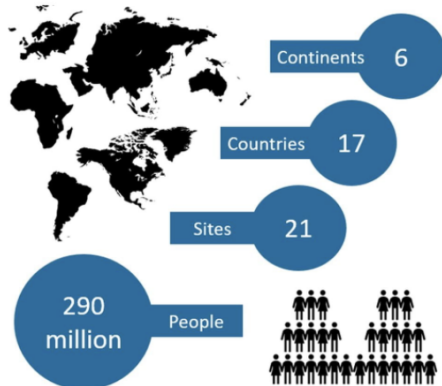 Continents 6
Countries 17
Sites 21
290
million
People